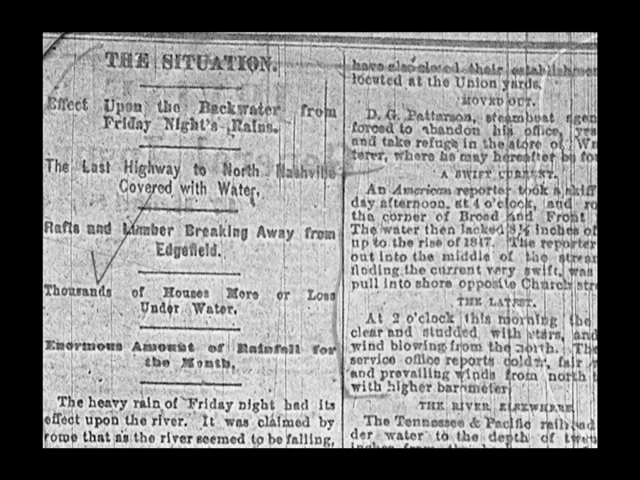 THE SITUATION.
Effect Upon the Backwater from
Friday Night's Rains.
The Last Highway to North Nashville
Covered with Water.
Rafts and Lumber Breaking Away from
Edgefield.
Thousands of Houses More or Less
Under Water.
Enormous Amount of Rainfall for
the Month.
The heavy rain of Friday night had its
effect upon the river. It was claimed by
some that as the river seemed to be falling,
have also closed their
located at the Union yards.
MOVED OUT.
D. G. Patterson, steamboat agen
forced to abandon his office, yes
and take refuge in the store of
terer, where he may hereafter be fou
A SWIFT CURRENT.
An American reporter took a skiff
day afternoon, at 4 o'clock, and ro
the corner of Broad and Front
The water then lacked 3½ inches of
up to the rise of 1847. The reporter
out into the middle of the stream
finding the current very swift, was
pull into shore opposite Church stre
THE LATEST.
At 2 o'clock this morning the
clear and studded with stars, and
wind blowing from the north. The
service office reports colder, fair
and prevailing winds from north t
with higher barometer.
THE RIVER ELSEWHERE
The Tennessee & Pacific railroad
der water to the depth of twen
inches from the